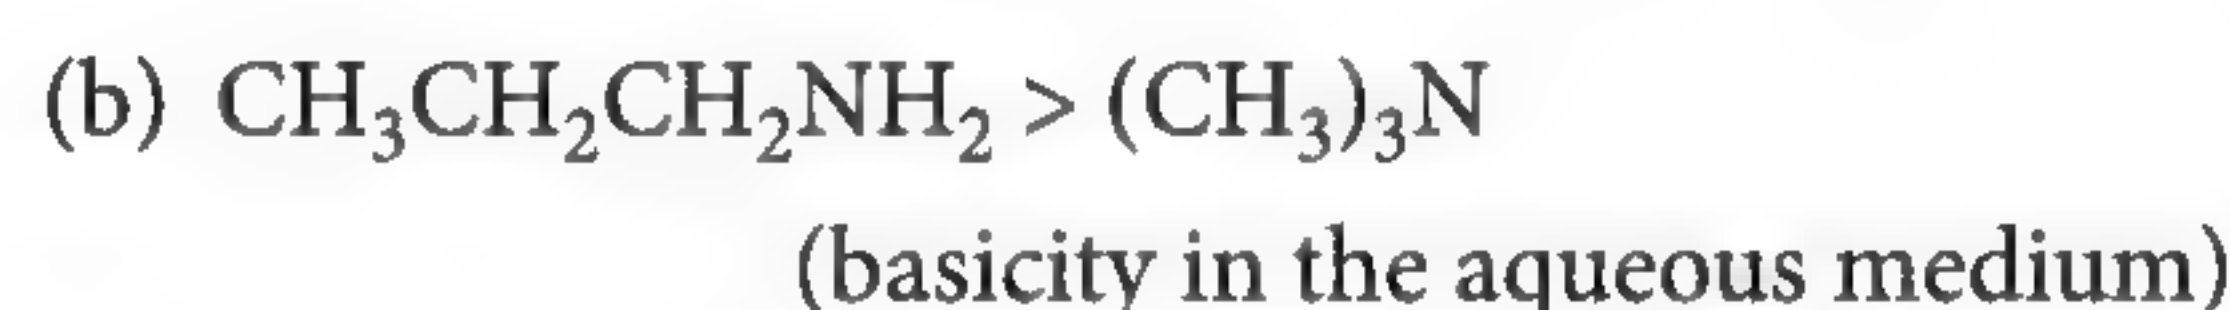 (b) CH₃CH₂CH₂NH₂ > (CH₃)₃N
(basicity in the aqueous medium)